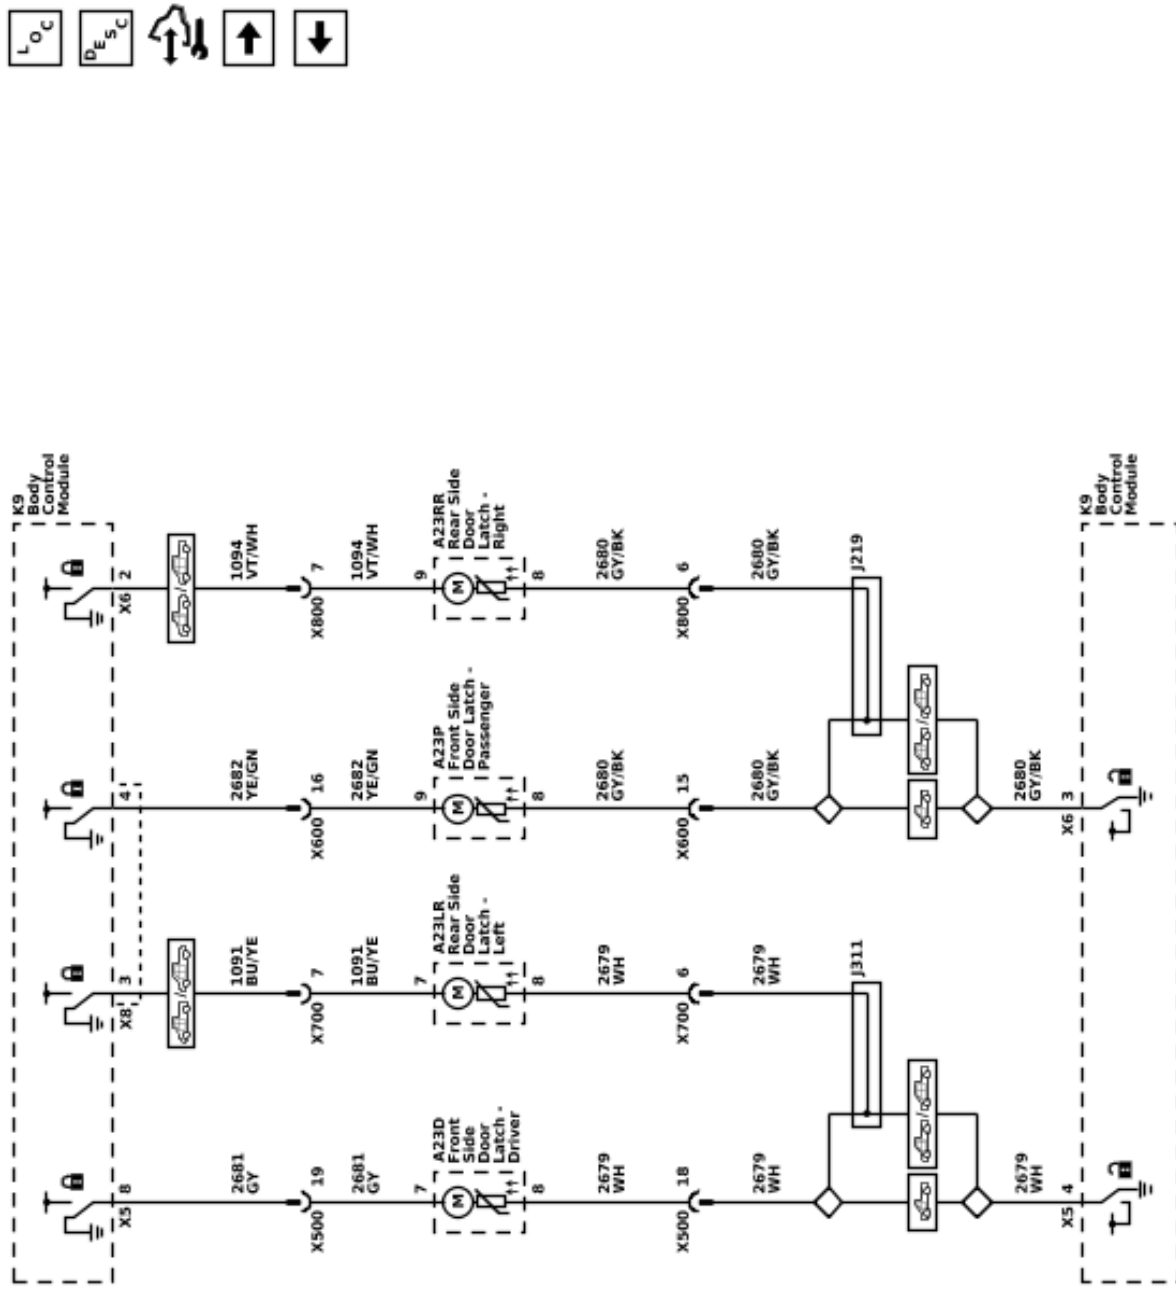 K9
Body
Control
Module
LOC
DESC
X5 8
X8 3
4
X6 2
2681
GY
1091
BU/YE
2682
YE/GN
1094
VT/WH
X500 19
X700 7
X600 16
X800 7
2681
GY
1091
BU/YE
2682
YE/GN
1094
VT/WH
7
7
9
9
A23D
Front
Side
Door
Latch -
Driver
M
A23LR
Rear Side
Door
Latch -
Left
M
A23P
Front Side
Door Latch -
Passenger
M
A23RR
Rear Side
Door
Latch -
Right
M
8
8
8
8
2679
WH
2679
WH
2680
GY/BK
2680
GY/BK
X500 18
X700 6
X600 15
X800 6
2679
WH
2679
WH
2680
GY/BK
2680
GY/BK
J311
J219
/
/
/
/
2679
WH
2680
GY/BK
X5 4
X6 3
K9
Body
Control
Module